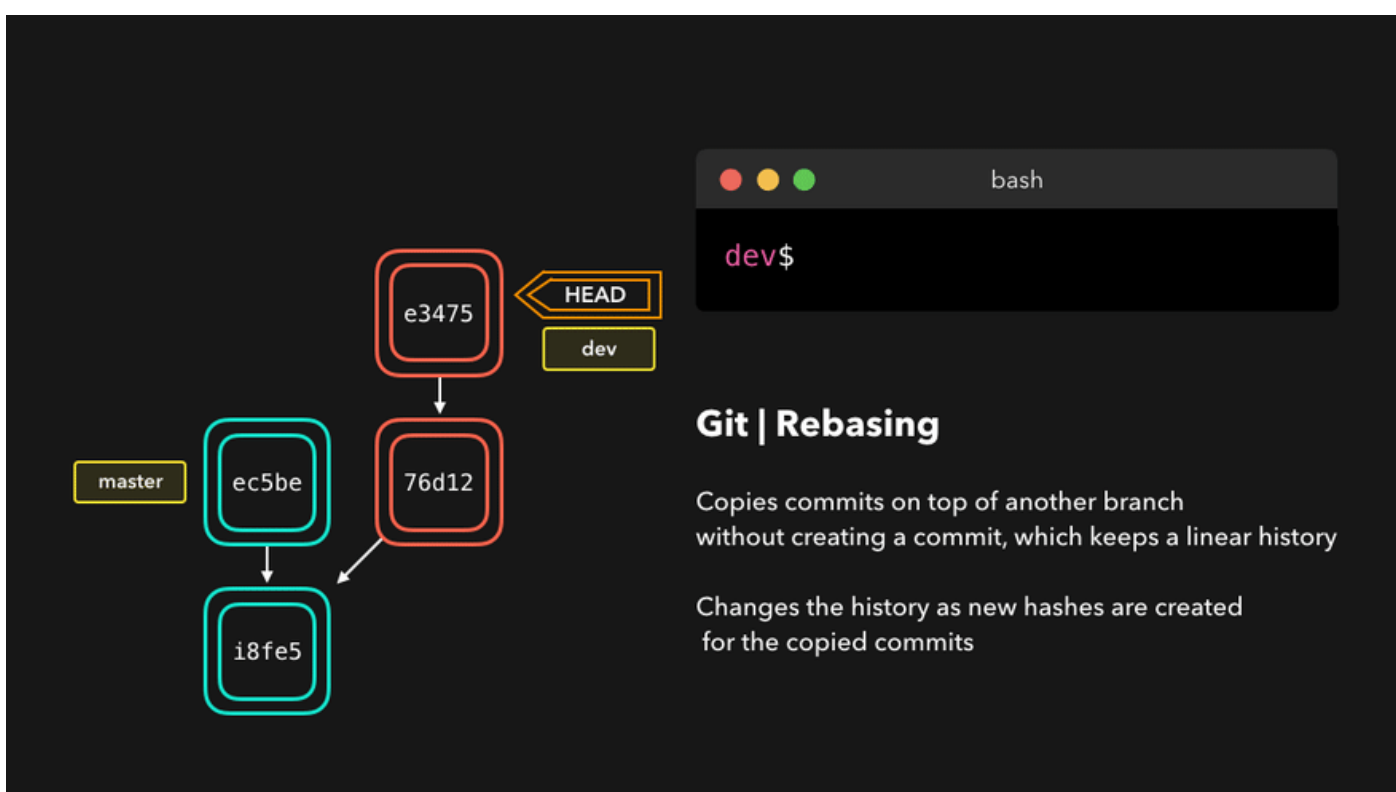 bash
dev$
e3475
HEAD
dev
master
ec5be
76d12
i8fe5
Git | Rebasing
Copies commits on top of another branch
without creating a commit, which keeps a linear history
Changes the history as new hashes are created
for the copied commits